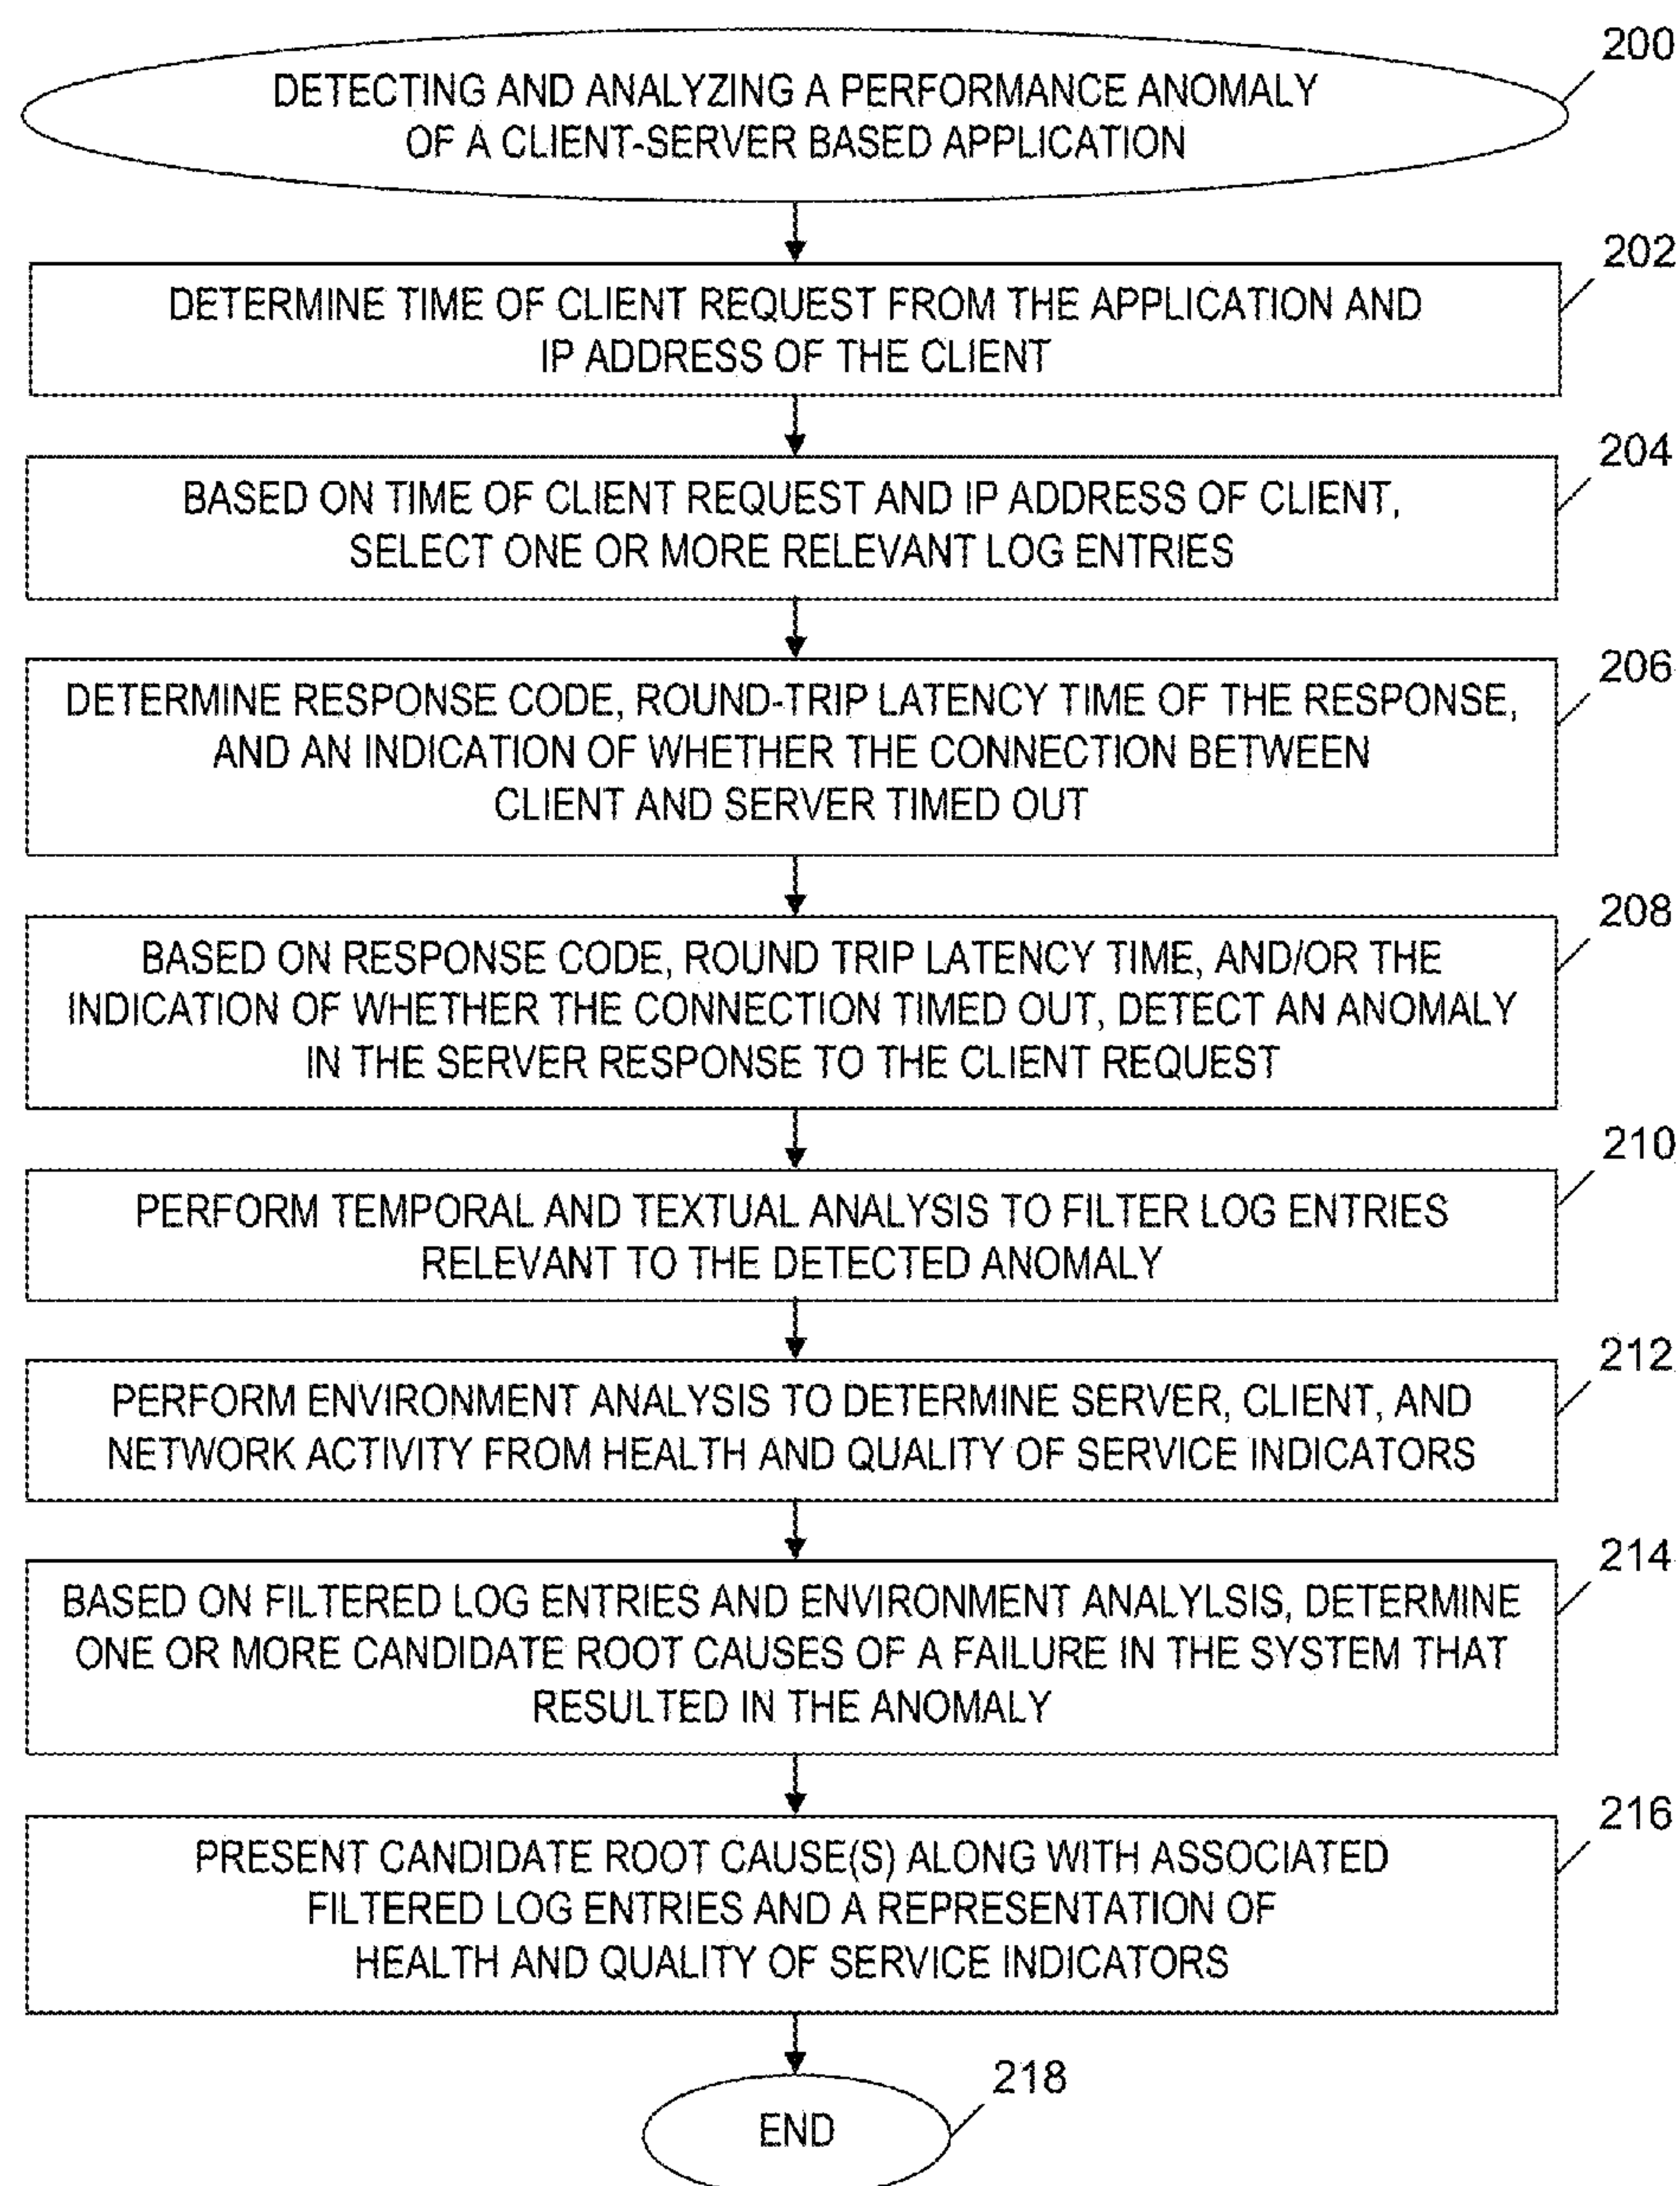 200
DETECTING AND ANALYZING A PERFORMANCE ANOMALY
OF A CLIENT-SERVER BASED APPLICATION
202
DETERMINE TIME OF CLIENT REQUEST FROM THE APPLICATION AND
IP ADDRESS OF THE CLIENT
204
BASED ON TIME OF CLIENT REQUEST AND IP ADDRESS OF CLIENT,
SELECT ONE OR MORE RELEVANT LOG ENTRIES
206
DETERMINE RESPONSE CODE, ROUND-TRIP LATENCY TIME OF THE RESPONSE,
AND AN INDICATION OF WHETHER THE CONNECTION BETWEEN
CLIENT AND SERVER TIMED OUT
208
BASED ON RESPONSE CODE, ROUND TRIP LATENCY TIME, AND/OR THE
INDICATION OF WHETHER THE CONNECTION TIMED OUT, DETECT AN ANOMALY
IN THE SERVER RESPONSE TO THE CLIENT REQUEST
210
PERFORM TEMPORAL AND TEXTUAL ANALYSIS TO FILTER LOG ENTRIES
RELEVANT TO THE DETECTED ANOMALY
212
PERFORM ENVIRONMENT ANALYSIS TO DETERMINE SERVER, CLIENT, AND
NETWORK ACTIVITY FROM HEALTH AND QUALITY OF SERVICE INDICATORS
214
BASED ON FILTERED LOG ENTRIES AND ENVIRONMENT ANALYLSIS, DETERMINE
ONE OR MORE CANDIDATE ROOT CAUSES OF A FAILURE IN THE SYSTEM THAT
RESULTED IN THE ANOMALY
216
PRESENT CANDIDATE ROOT CAUSE(S) ALONG WITH ASSOCIATED
FILTERED LOG ENTRIES AND A REPRESENTATION OF
HEALTH AND QUALITY OF SERVICE INDICATORS
218
END